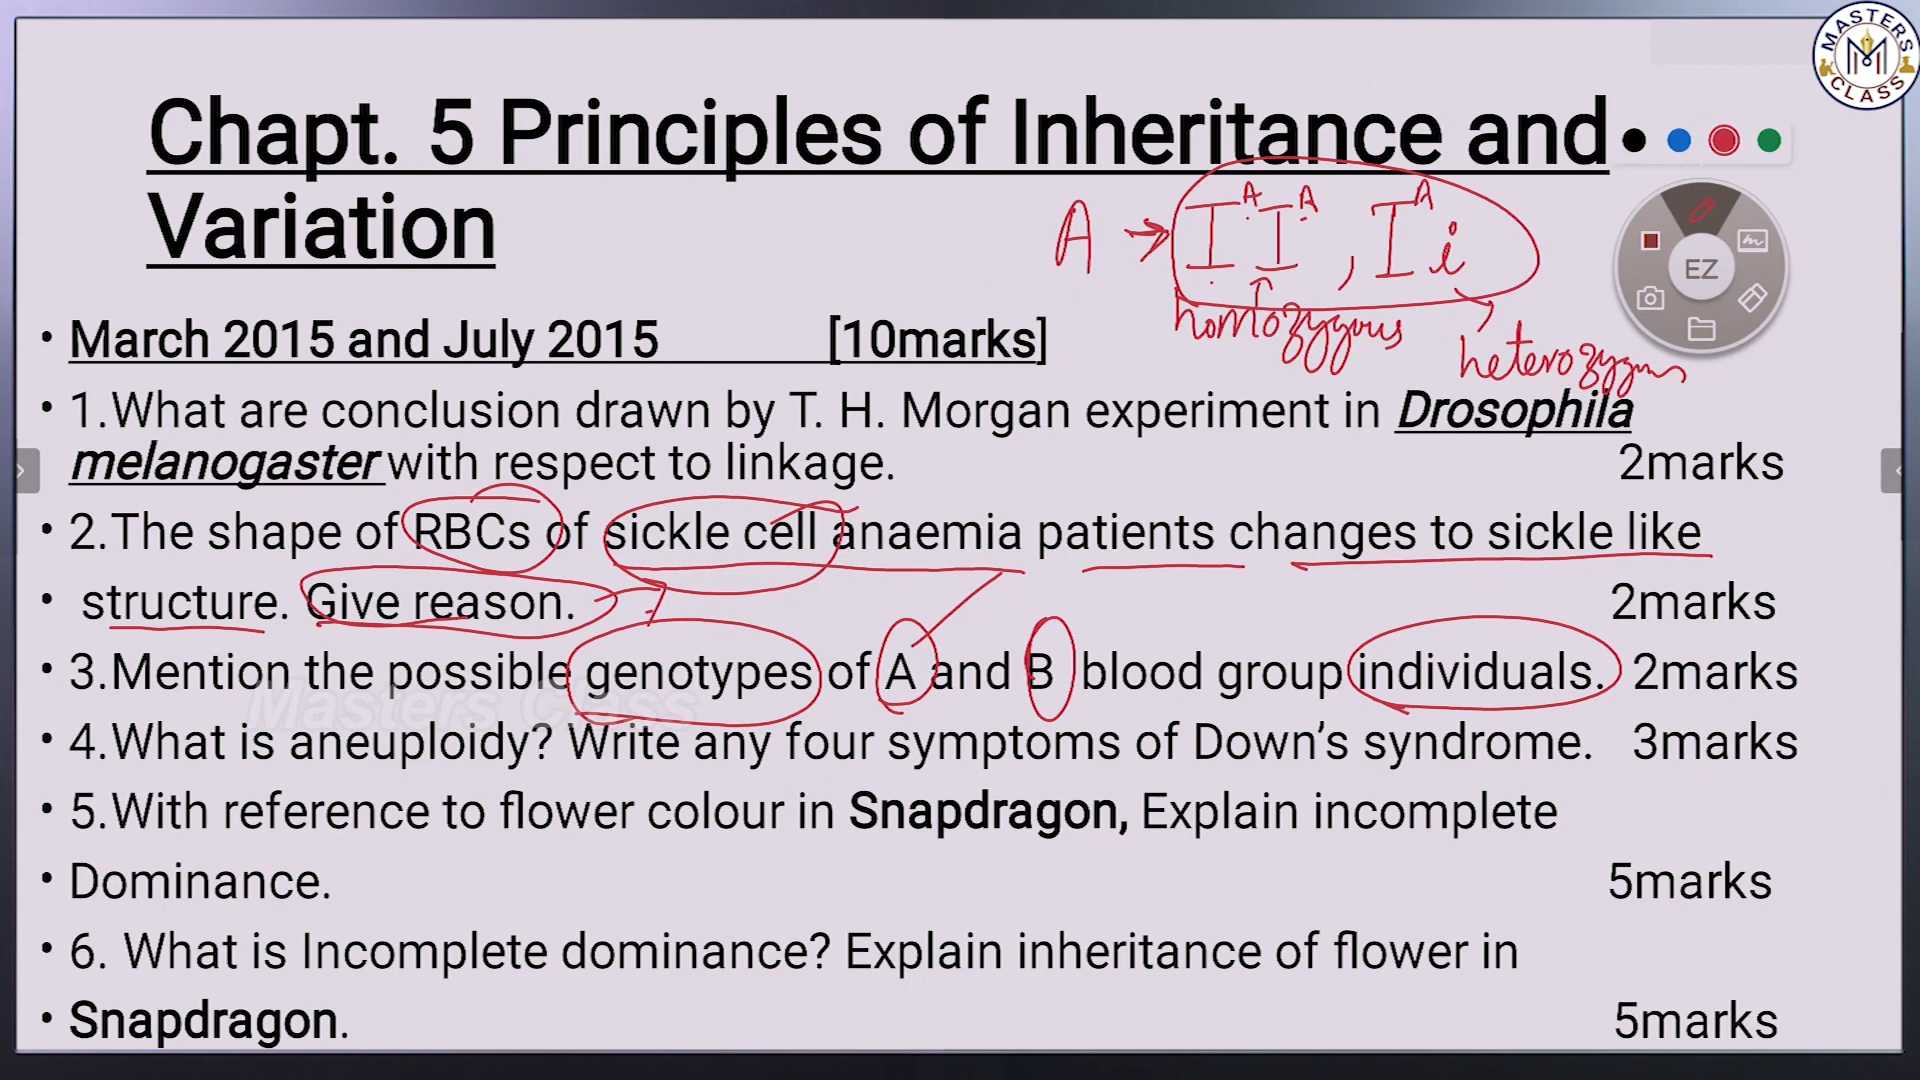 MASTERS
M
CLASS
Chapt. 5 Principles of Inheritance and
Variation
A → IᴬIᴬ, Iᴬi
homozygous
heterozygous
EZ
• March 2015 and July 2015 [10marks]
• 1.What are conclusion drawn by T. H. Morgan experiment in Drosophila
melanogaster with respect to linkage. 2marks
• 2.The shape of RBCs of sickle cell anaemia patients changes to sickle like
• structure. Give reason. 2marks
• 3.Mention the possible genotypes of A and B blood group individuals. 2marks
Masters Class
• 4.What is aneuploidy? Write any four symptoms of Down’s syndrome. 3marks
• 5.With reference to flower colour in Snapdragon, Explain incomplete
• Dominance. 5marks
• 6. What is Incomplete dominance? Explain inheritance of flower in
• Snapdragon. 5marks